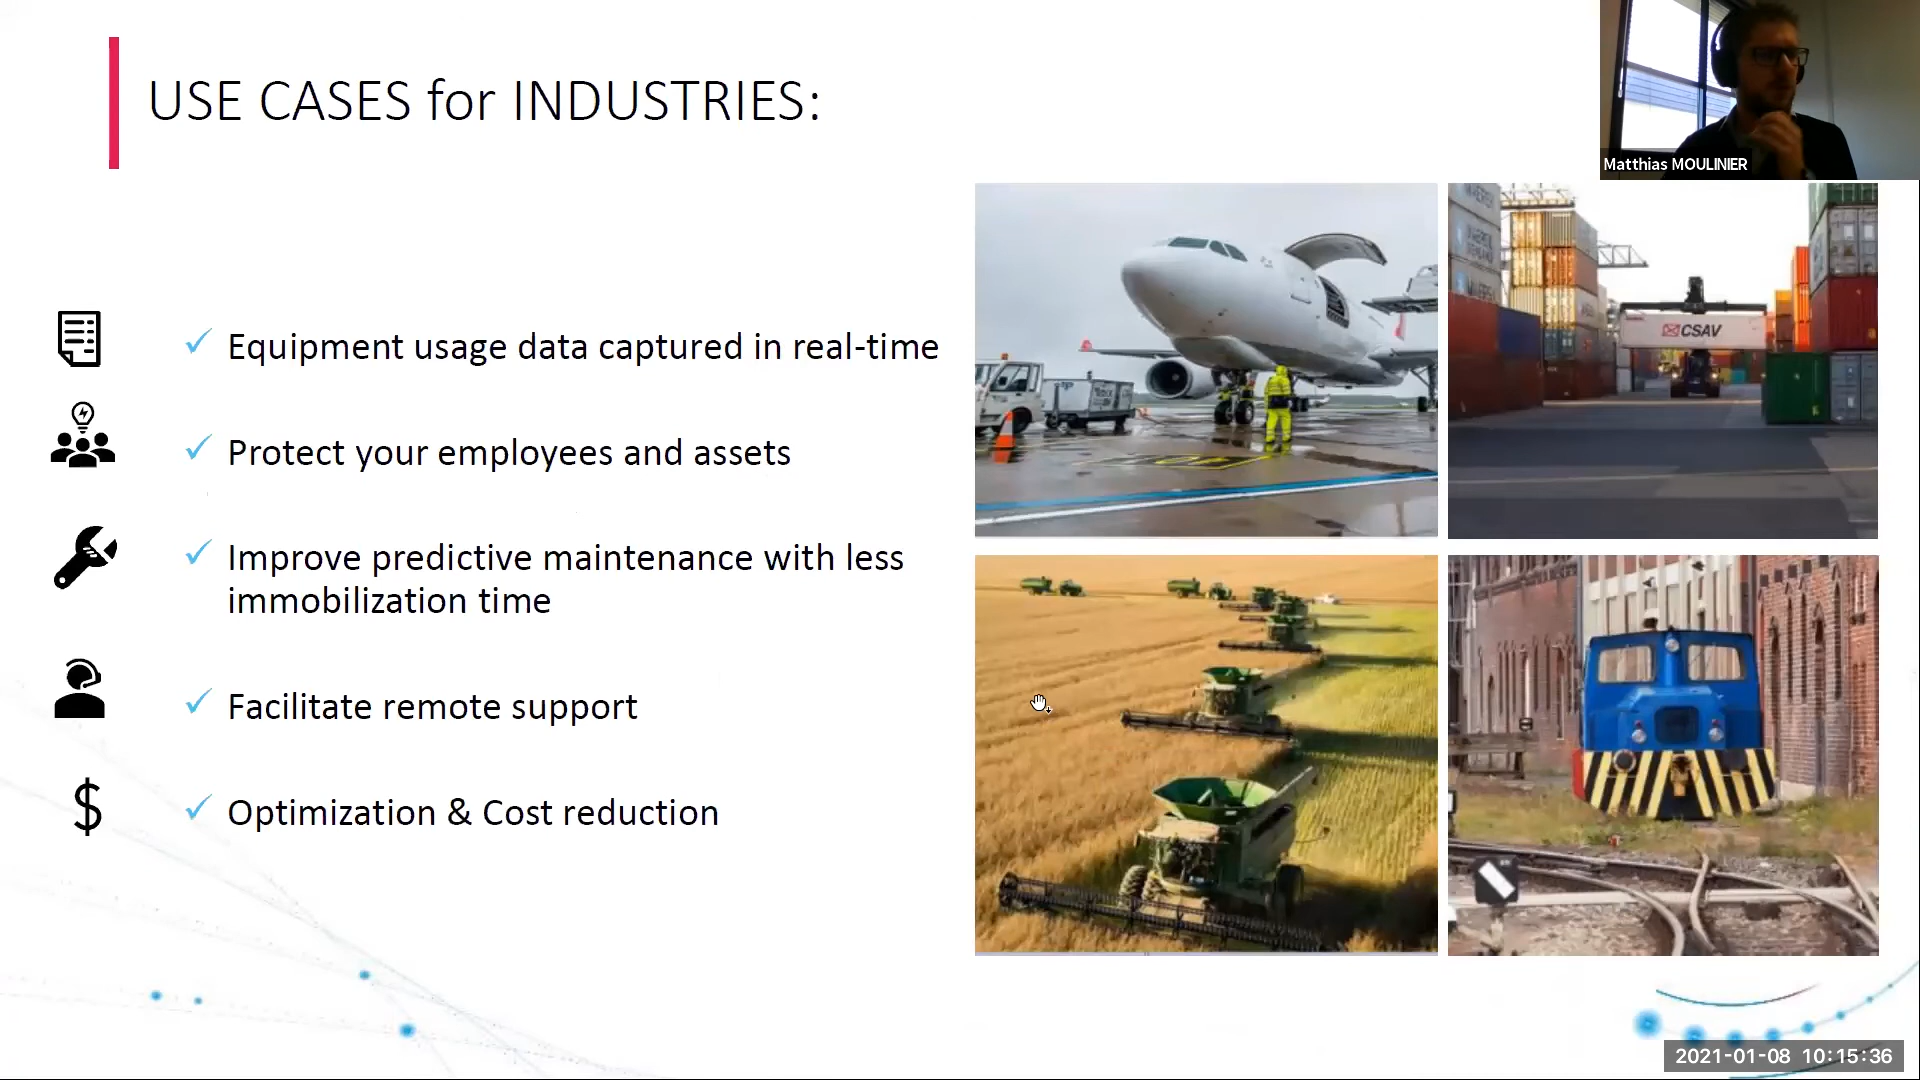 USE CASES for INDUSTRIES:
Matthias MOULINIER
Equipment usage data captured in real-time
Protect your employees and assets
Improve predictive maintenance with less
immobilization time
Facilitate remote support
$
Optimization & Cost reduction
CSAV
2021-01-08 10:15:36